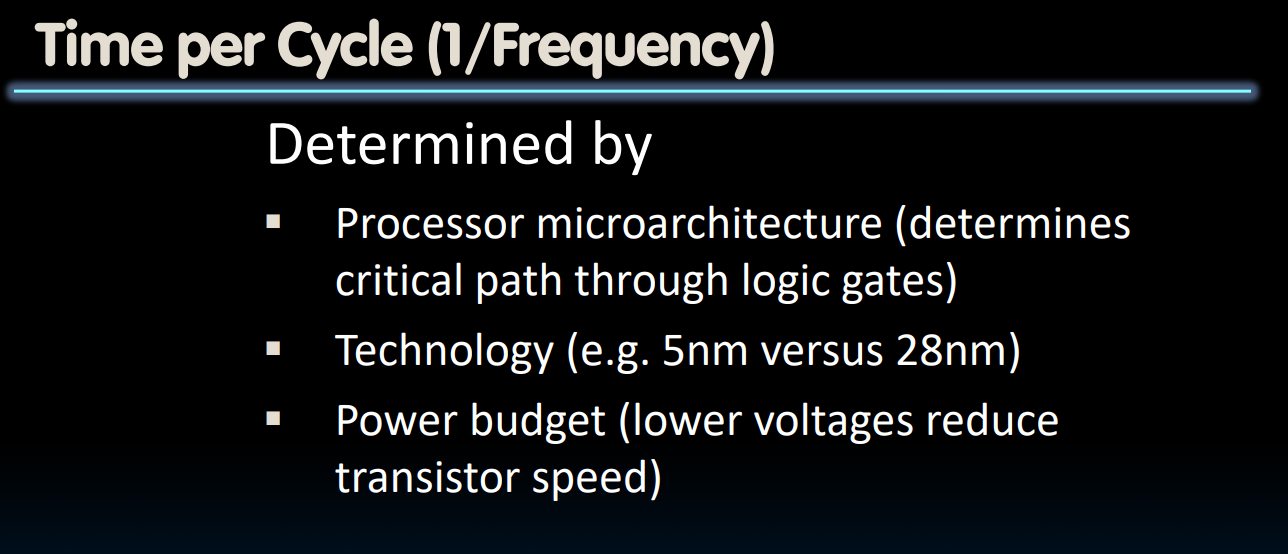 Time per Cycle (1/Frequency)
Determined by
▪ Processor microarchitecture (determines
critical path through logic gates)
▪ Technology (e.g. 5nm versus 28nm)
▪ Power budget (lower voltages reduce
transistor speed)